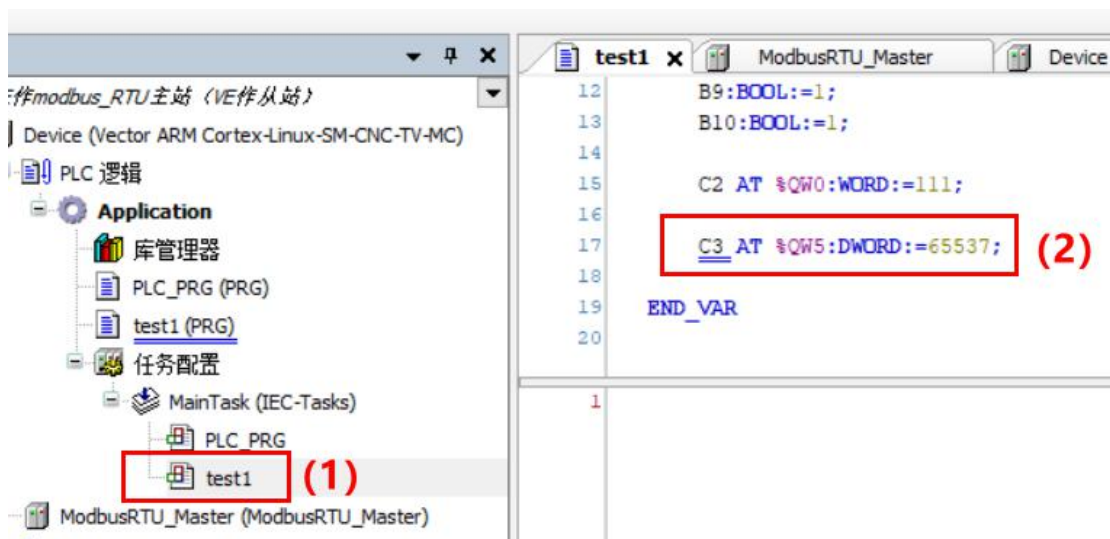 test1
ModbusRTU_Master
Device
作modbus_RTU主站（VE作从站）
Device (Vector ARM Cortex-Linux-SM-CNC-TV-MC)
PLC 逻辑
Application
库管理器
PLC_PRG (PRG)
test1 (PRG)
任务配置
MainTask (IEC-Tasks)
PLC_PRG
test1
(1)
ModbusRTU_Master (ModbusRTU_Master)
12 B9:BOOL:=1;
13 B10:BOOL:=1;
14
15 C2 AT %QW0:WORD:=111;
16
17 C3 AT %QW5:DWORD:=65537;
(2)
18
19 END_VAR
20
1